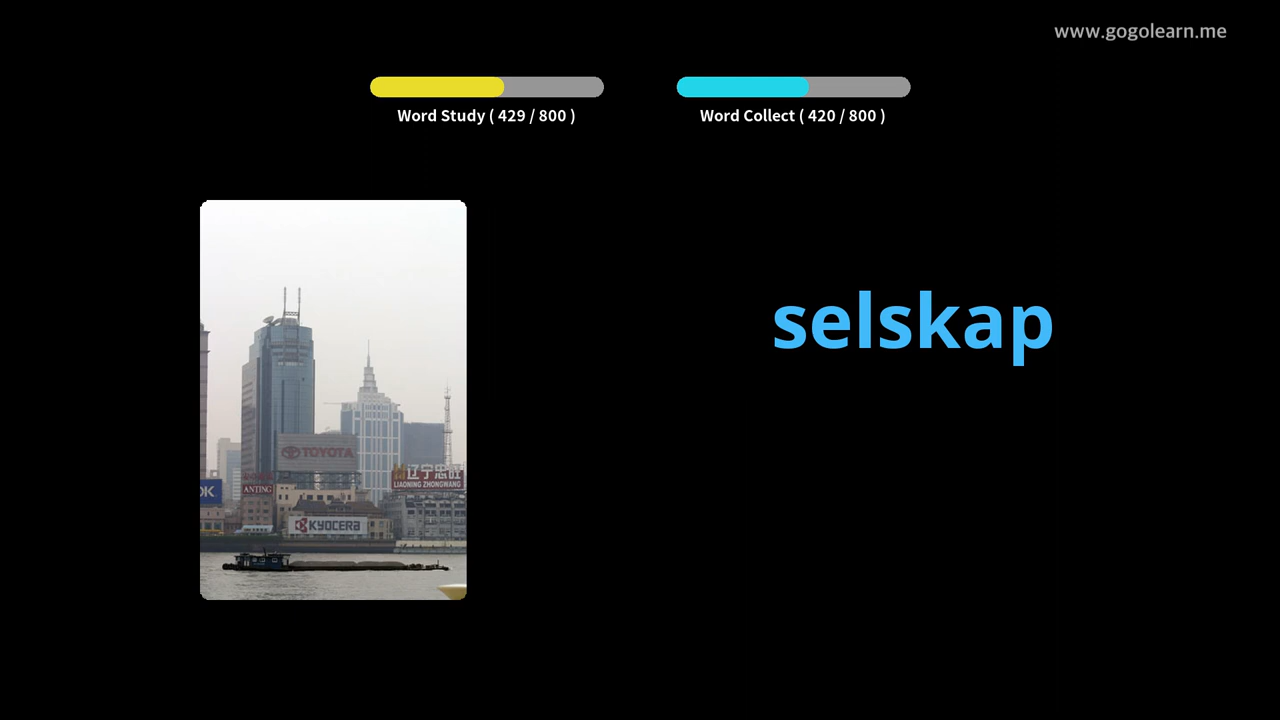 www.gogolearn.me
Word Study ( 429 / 800 )
Word Collect ( 420 / 800 )
selskap
TOYOTA
辽宁忠旺
LIAONING ZHONGWANG
OK
ANTING
KYOCERA